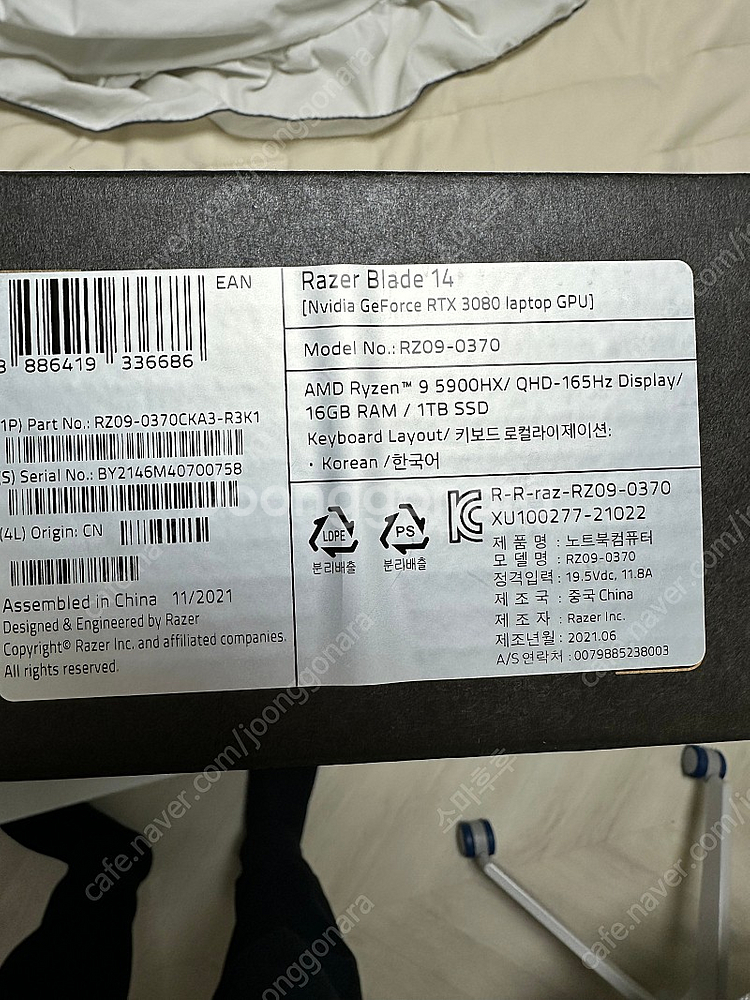 EAN
8 886419 336686
1P) Part No.: RZ09-0370CKA3-R3K1
S) Serial No.: BY2146M40700758
(4L) Origin: CN
Assembled in China 11/2021
Designed & Engineered by Razer
Copyright© Razer Inc. and affiliated companies.
All rights reserved.
Razer Blade 14
[Nvidia GeForce RTX 3080 laptop GPU]
Model No.: RZ09-0370
AMD Ryzen™ 9 5900HX/ QHD-165Hz Display/
16GB RAM / 1TB SSD
Keyboard Layout/ 키보드 로컬라이제이션:
· Korean /한국어
LDPE
분리배출
PS
분리배출
R-R-raz-RZ09-0370
XU100277-21022
제 품 명 : 노트북컴퓨터
모 델 명 : RZ09-0370
정격입력 : 19.5Vdc, 11.8A
제 조 국 : 중국 China
제 조 자 : Razer Inc.
제조년월 : 2021.06
A/S연락처 : 0079885238003
cafe.naver.com/joonggonara
소마후후
joonggonara